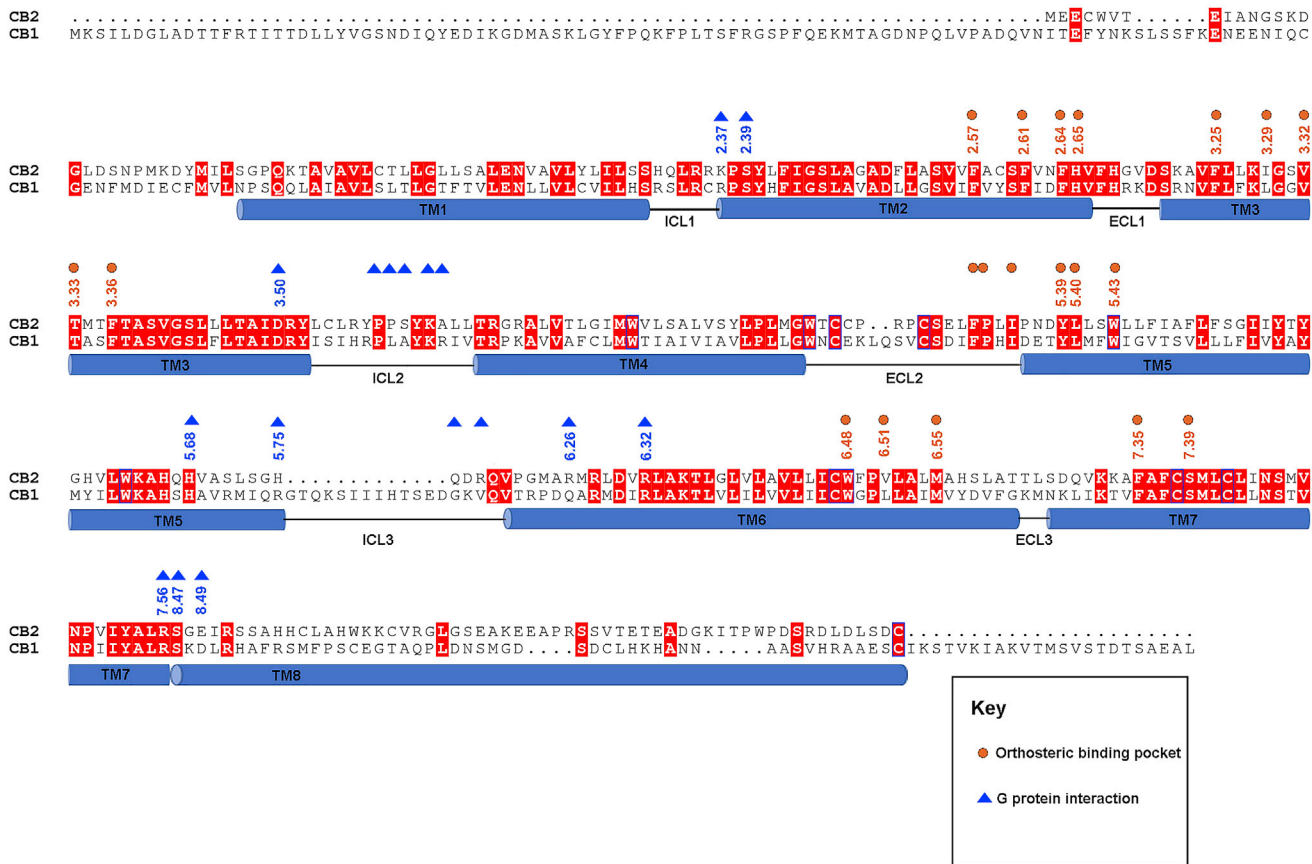 CB2 .............................................................................MEECWVT......EIANGSKD
CB1 MKSILDGLADTTFRTITTDLLYVGSNDIQYEDIKGDMASKLGYFPQKFPLTSFRGSPFQEKMTAGDNPQLVPADQVNITEFYNKSLSSFKENEENIQC
2.37 2.39 2.57 2.61 2.64 2.65 3.25 3.29 3.32
CB2 GLDSNPMKDYMILSGPQKTAVAVLCTLLGLLSALENVAVLYLILSSHQLRRKPSYLFIGSLAGADFLASVVFACSFVNFHVFHGVDSKAVFLLKIGSV
CB1 GENFMDIECFMVLNPSQQLAIAVLSLTLGTFTVLENLLVLCVILHSRSLRCRPSYHFIGSLAVADLLGSVIFVYSFIDFHVFHRKDSRNVFLFKLGGV
TM1 ICL1 TM2 ECL1 TM3
3.33 3.36 3.50 5.39 5.40 5.43
CB2 TMTFTASVGSLLLTAIDRYLCLRYPPSYKALLTRGRALVTLGIMWVLSALVSYLPLMGWTCCP..RPCSELFPLIPNDYLLSWLLFIAFLFSGIIYTY
CB1 TASFTASVGSLFLTAIDRYISIHRPLAYKRIVTRPKAVVAFCLMWTIAIVIAVLPLLGWNCEKLQSVCSDIFPHIDETYLMFWIGVTSVLLLFIVYAY
TM3 ICL2 TM4 ECL2 TM5
5.68 5.75 6.26 6.32 6.48 6.51 6.55 7.35 7.39
CB2 GHVLWKAHQHVASLSGH.............QDRQVPGMARMRLDVRLAKTLGLVLAVLLICWFPVLALMAHSLATTLSDQVKKAFAFCSMLCLINSMV
CB1 MYILWKAHSHAVRMIQRGTQKSIIIHTSEDGKVQVTRPDQARMDIRLAKTLVLILVVLIICWGPLLAIMVYDVFGKMNKLIKTVFAFCSMLCLLNSTV
TM5 ICL3 TM6 ECL3 TM7
7.56 8.47 8.49
CB2 NPVIYALRSGEIRSSAHHCLAHWKKCVRGLGSEAKEEAPRSSVTETEADGKITPWPDSRDLDLSDC.......................
CB1 NPIIYALRSKDLRHAFRSMFPSCEGTAQPLDNSMGD....SDCLHKHANN.....AASVHRAAESCIKSTVKIAKVTMSVSTDTSAEAL
TM7 TM8
Key
Orthosteric binding pocket
G protein interaction